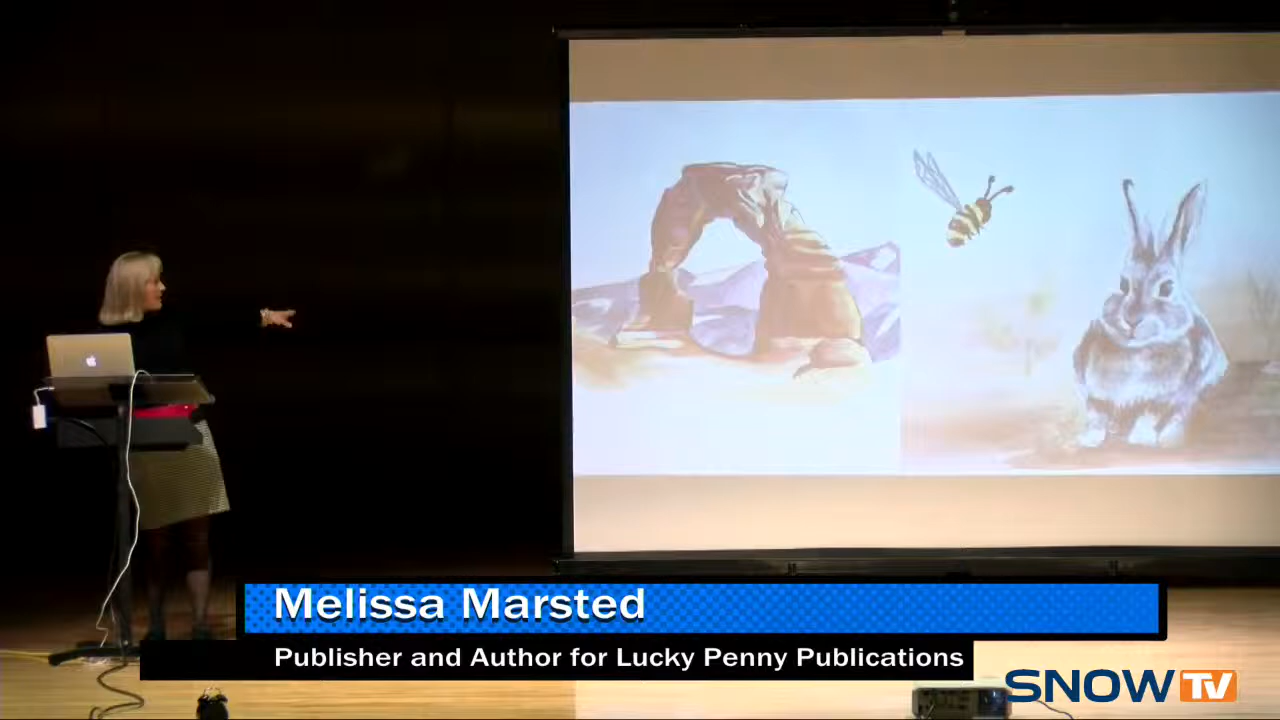 Melissa Marsted
Publisher and Author for Lucky Penny Publications
SNOW TV